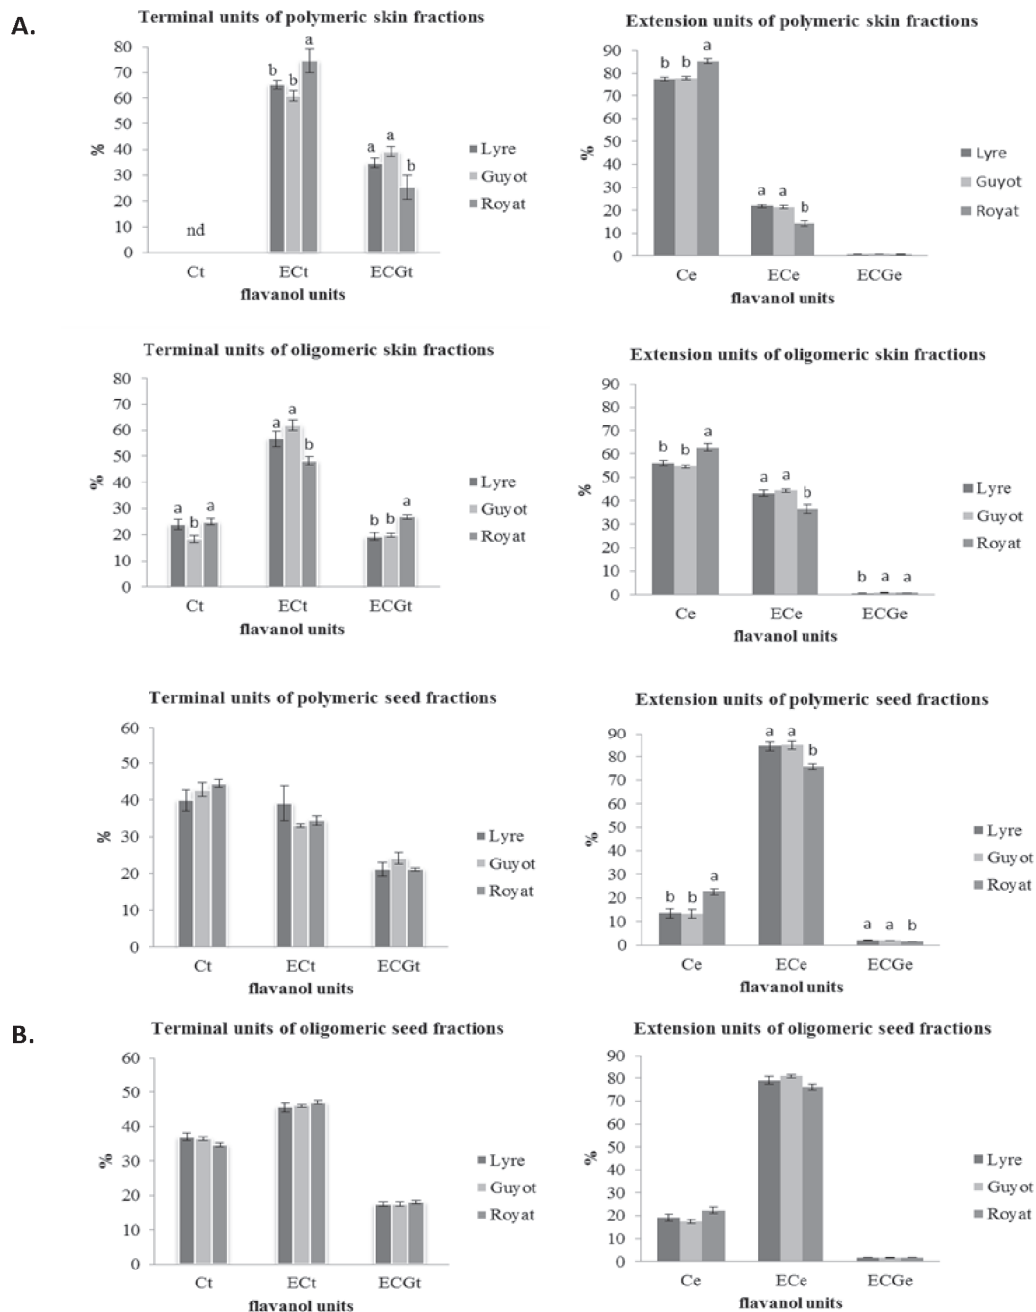 A.
Terminal units of polymeric skin fractions
80
70
60
50
40
30
20
10
0
%
b b a
a a b
nd
Ct ECt ECGt
flavanol units
Lyre
Guyot
Royat
Extension units of polymeric skin fractions
90
80
70
60
50
40
30
20
10
0
%
b b a
a a b
Ce ECe ECGe
flavanol units
Lyre
Guyot
Royat
Terminal units of oligomeric skin fractions
80
70
60
50
40
30
20
10
0
%
a b a
a a b
b b a
Ct ECt ECGt
flavanol units
Lyre
Guyot
Royat
Extension units of oligomeric skin fractions
90
80
70
60
50
40
30
20
10
0
%
b b a
a a b
b a a
Ce ECe ECGe
flavanol units
Lyre
Guyot
Royat
Terminal units of polymeric seed fractions
60
50
40
30
20
10
0
%
Ct ECt ECGt
flavanol units
Lyre
Guyot
Royat
Extension units of polymeric seed fractions
90
80
70
60
50
40
30
20
10
0
%
b b a
a a b
a a b
Ce ECe ECGe
flavanol units
Lyre
Guyot
Royat
B.
Terminal units of oligomeric seed fractions
60
50
40
30
20
10
0
%
Ct ECt ECGt
flavanol units
Lyre
Guyot
Royat
Extension units of oligomeric seed fractions
90
80
70
60
50
40
30
20
10
0
%
Ce ECe ECGe
flavanol units
Lyre
Guyot
Royat